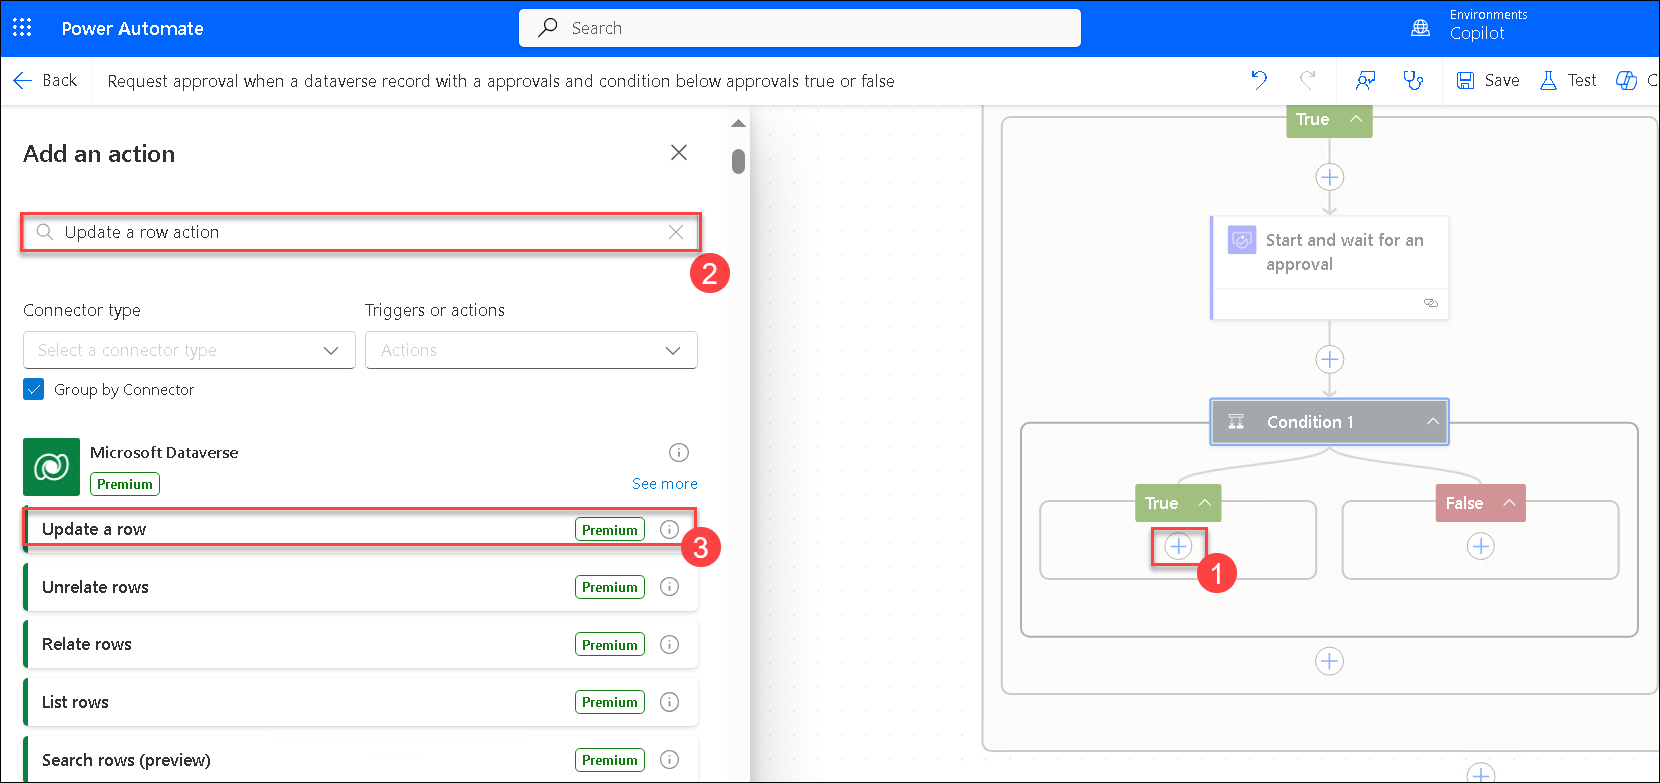 Power Automate
Search
Environments
Copilot
Back
Request approval when a dataverse record with a approvals and condition below approvals true or false
Save
Test
C
Add an action
Update a row action
2
Connector type
Triggers or actions
Select a connector type
Actions
Group by Connector
Microsoft Dataverse
Premium
See more
Update a row
Premium
3
Unrelate rows
Premium
Relate rows
Premium
List rows
Premium
Search rows (preview)
Premium
True
Start and wait for an
approval
Condition 1
True
False
1